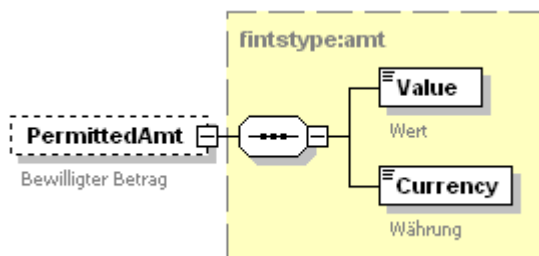 fintstype:amt
Value
Wert
PermittedAmt
Bewilligter Betrag
Currency
Währung